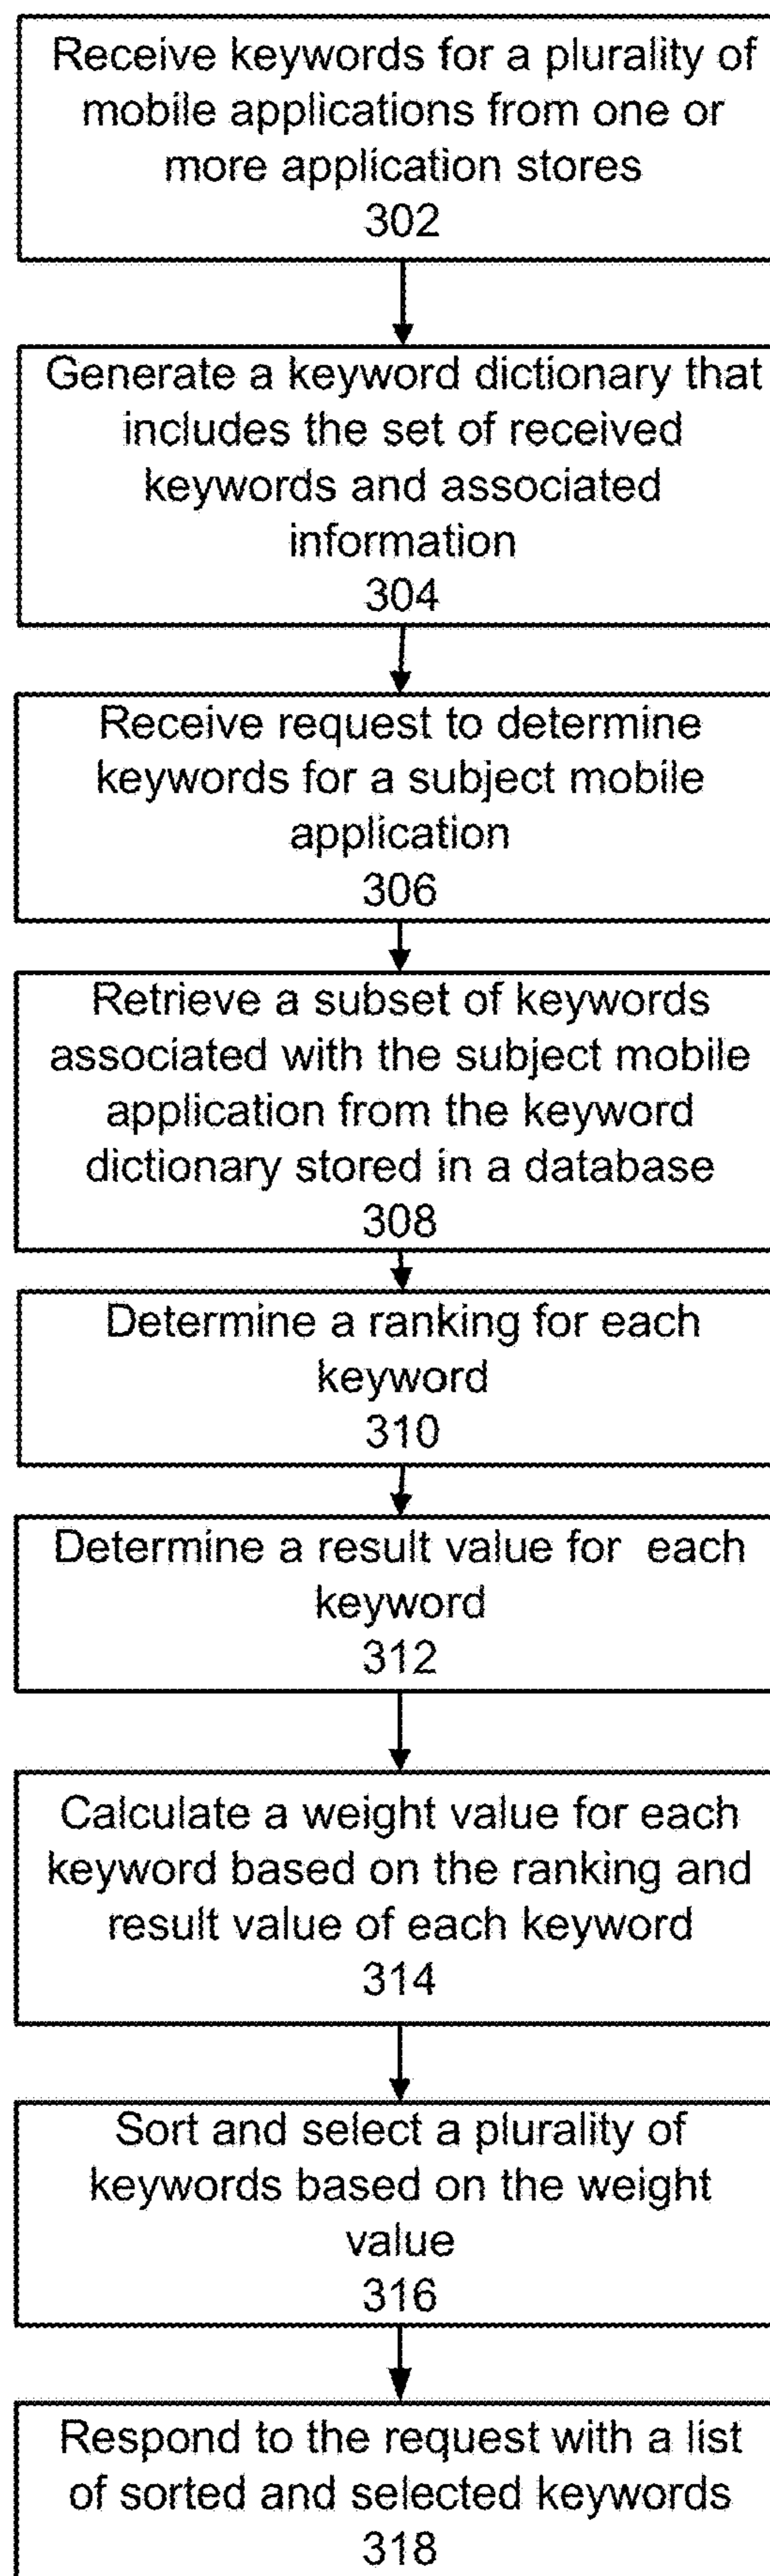 Receive keywords for a plurality of
mobile applications from one or
more application stores
302
Generate a keyword dictionary that
includes the set of received
keywords and associated
information
304
Receive request to determine
keywords for a subject mobile
application
306
Retrieve a subset of keywords
associated with the subject mobile
application from the keyword
dictionary stored in a database
308
Determine a ranking for each
keyword
310
Determine a result value for each
keyword
312
Calculate a weight value for each
keyword based on the ranking and
result value of each keyword
314
Sort and select a plurality of
keywords based on the weight
value
316
Respond to the request with a list
of sorted and selected keywords
318